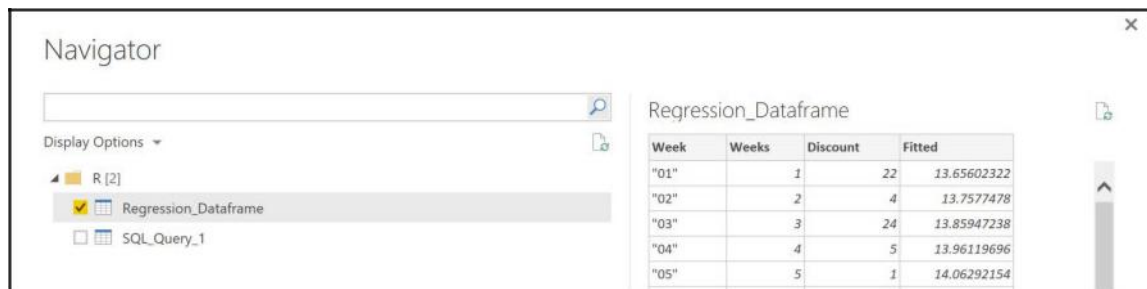 Navigator
Display Options
R [2]
Regression_Dataframe
SQL_Query_1
Regression_Dataframe
Week Weeks Discount Fitted
"01" 1 22 13.65602322
"02" 2 4 13.7577478
"03" 3 24 13.85947238
"04" 4 5 13.96119696
"05" 5 1 14.06292154